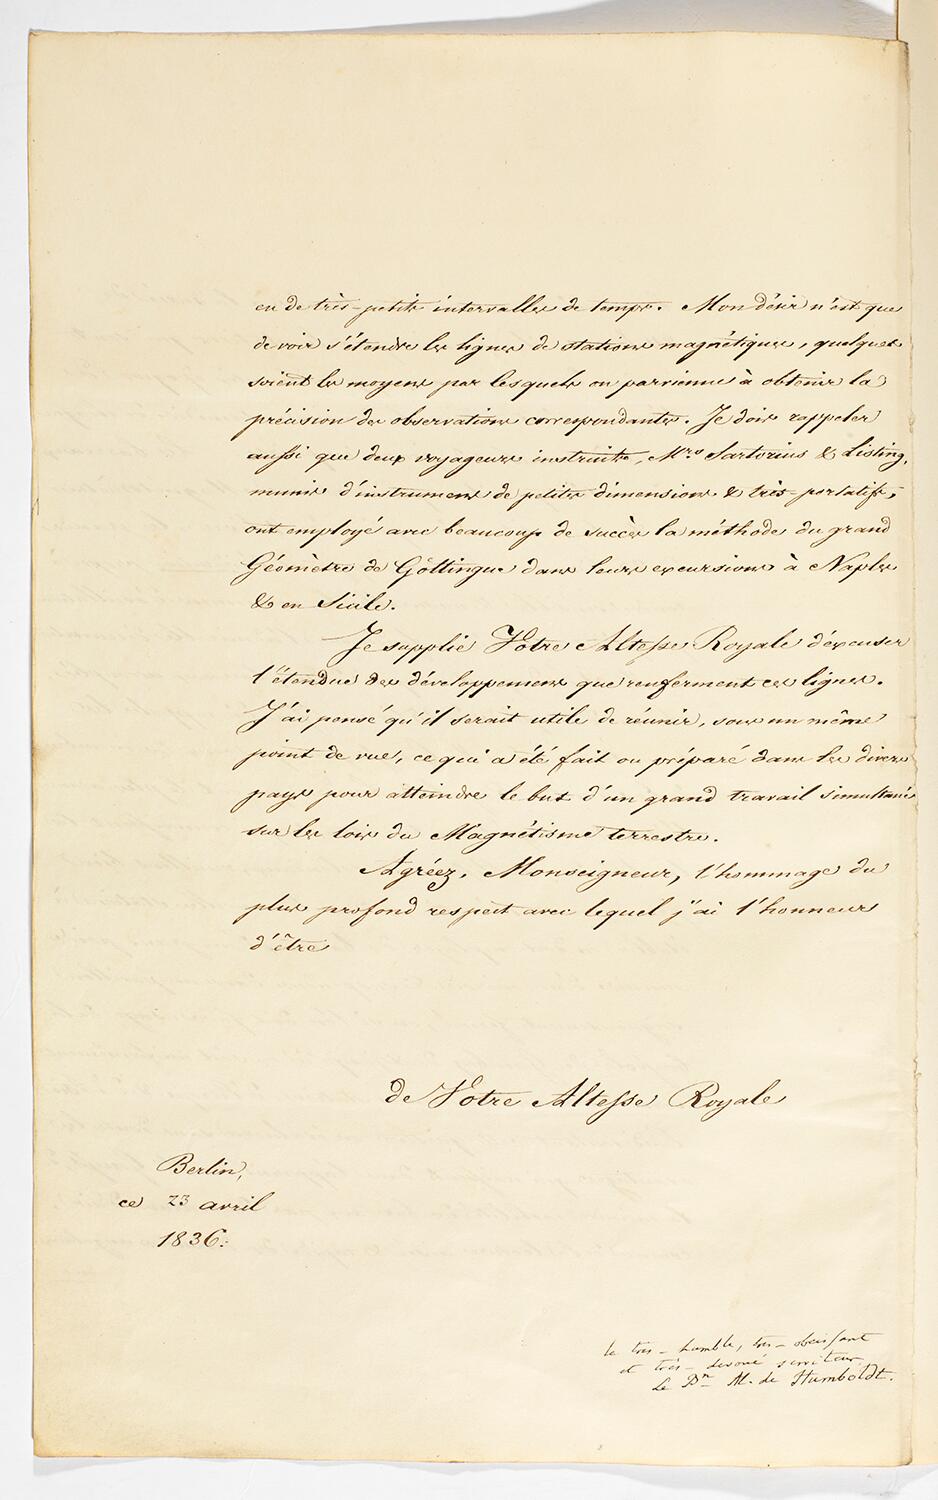 en de très-petits intervalles de temps. Mon désir n'est que
de voir s'étendre les lignes de stations magnétiques, quelques
soient les moyens par lesquels on parvienne à obtenir la
précision des observations correspondantes. Je dois rappeler
aussi que deux voyageurs instruits, Mrs Sartorius & Listing,
munis d'instrumens de petites dimensions & très-portatifs,
ont employé avec beaucoup de succès la méthode du grand
Géomètre de Göttingue dans leurs excursions à Naples
& en Sicile.
Je supplie Votre Altesse Royale d'excuser
l'étendue des développemens que renferment ces lignes.
J'ai pensé qu'il serait utile de réunir, sous un même
point de vue, ce qui a été fait ou préparé dans les divers
pays pour atteindre le but d'un grand travail simultané
sur les lois du Magnétisme terrestre.
Agréez, Monseigneur, l'hommage du
plus profond respect avec lequel j'ai l'honneur
d'être
de Votre Altesse Royale
Berlin,
ce 23 avril
1836.
le très-humble, très-obeissant
et très-devoué serviteur
Le Bn Al. de Humboldt.